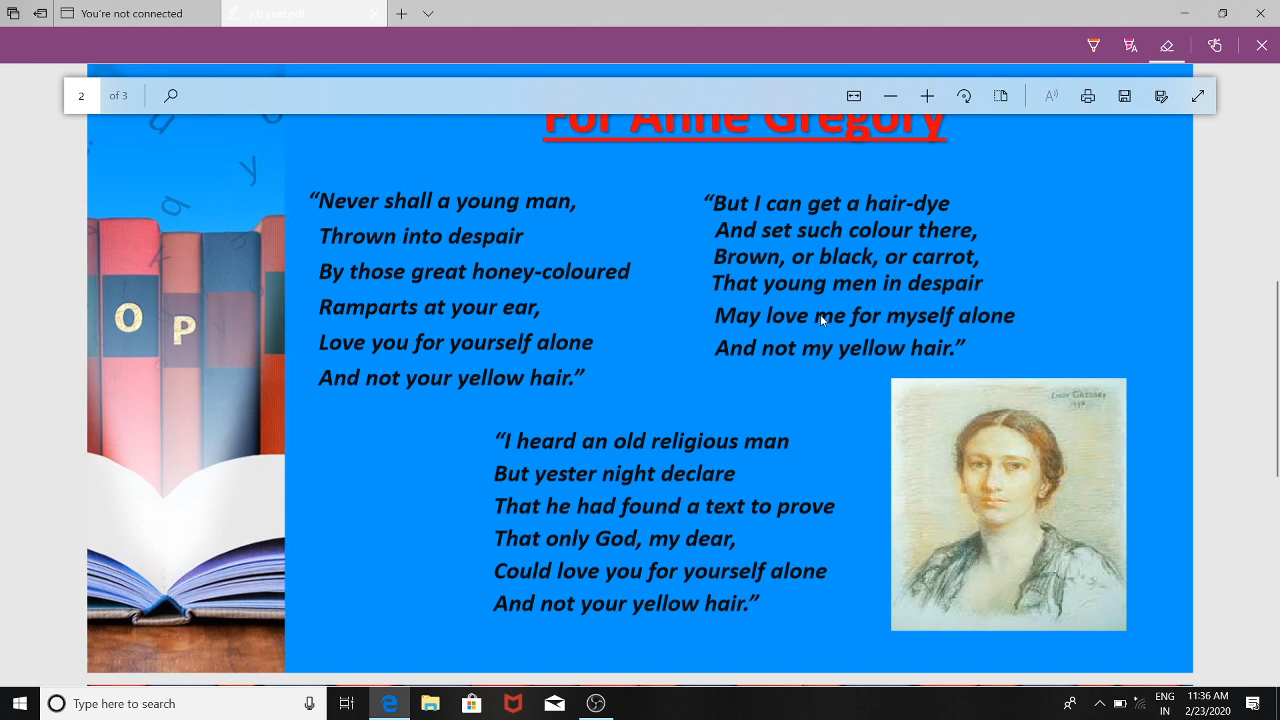 You're not connected
y b yeat.pdf
2 of 3
For Anne Gregory
“Never shall a young man,
Thrown into despair
By those great honey-coloured
Ramparts at your ear,
Love you for yourself alone
And not your yellow hair.”
“But I can get a hair-dye
And set such colour there,
Brown, or black, or carrot,
That young men in despair
May love me for myself alone
And not my yellow hair.”
“I heard an old religious man
But yester night declare
That he had found a text to prove
That only God, my dear,
Could love you for yourself alone
And not your yellow hair.”
O P
u
y
q
k
Type here to search
ENG
IN
11:36 AM
2/23/2020